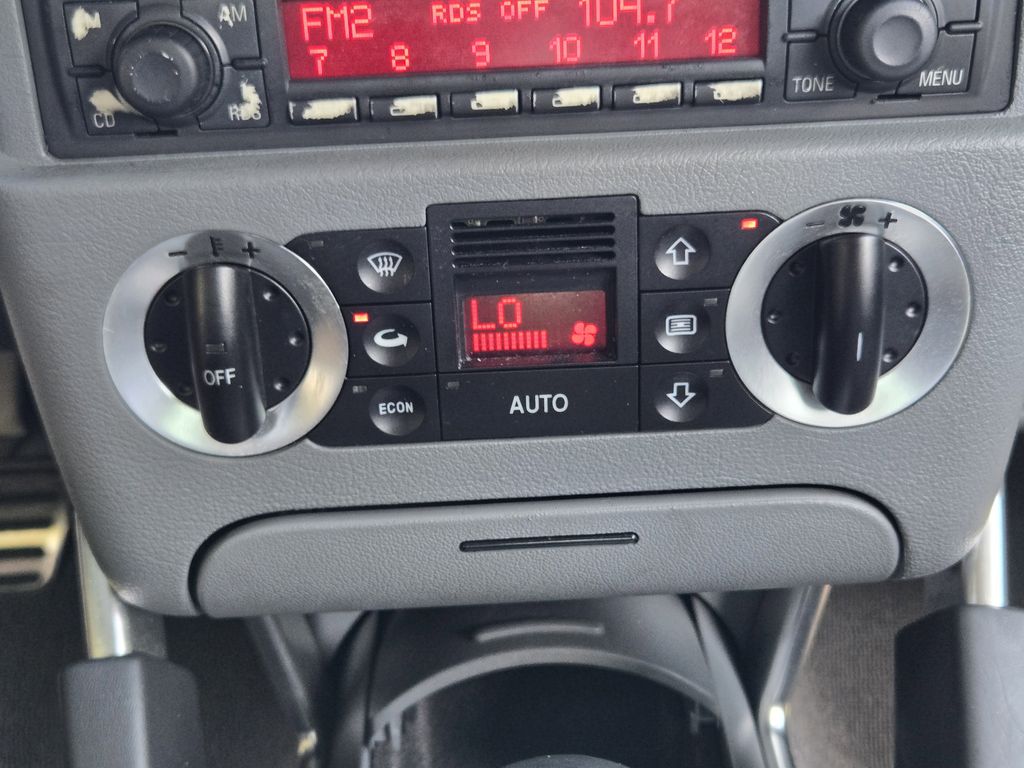 AM
FM2 RDS OFF 104.7
7 8 9 10 11 12
CD RDS
TONE MENU
- +
- +
LO
OFF
ECON
AUTO